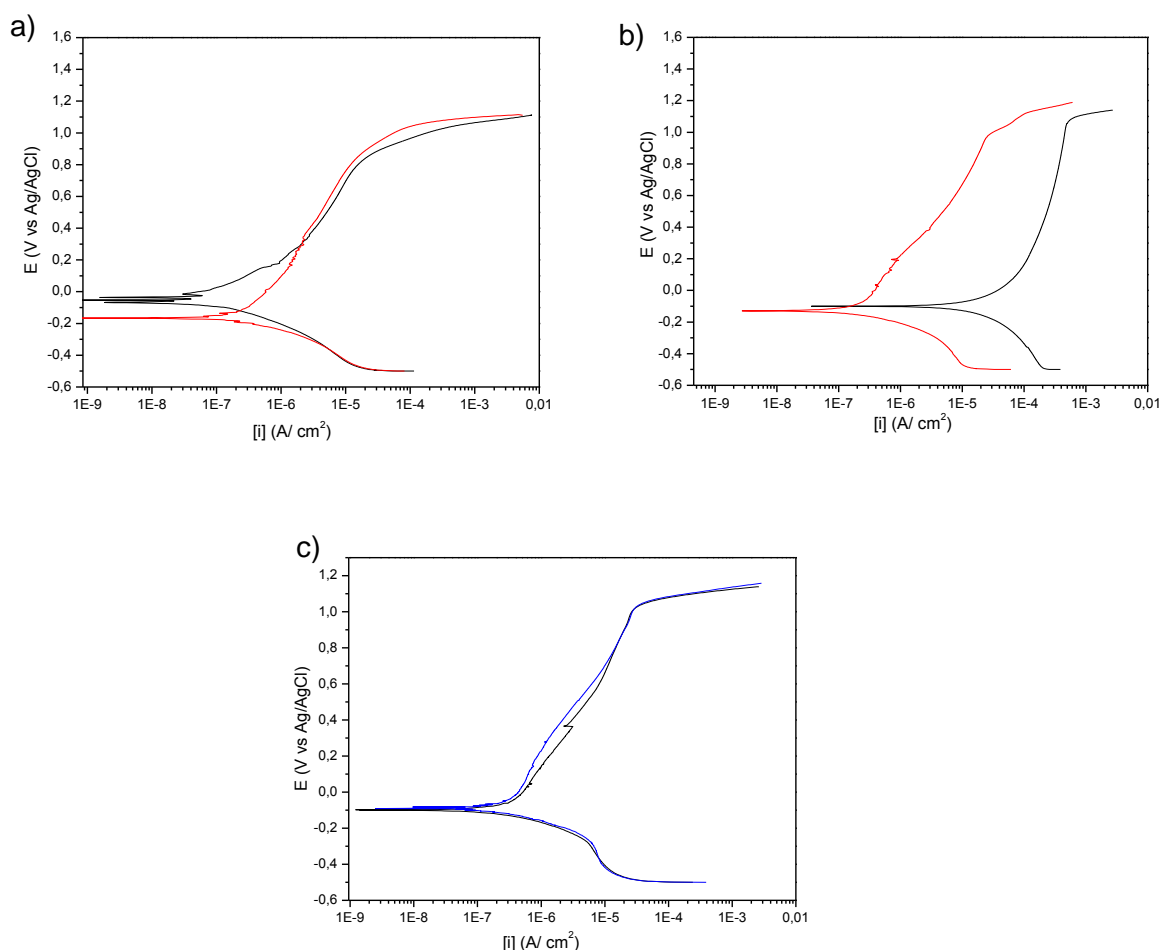 a)
1,6
1,4
1,2
1,0
0,8
0,6
0,4
0,2
0,0
-0,2
-0,4
-0,6
E (V vs Ag/AgCl)
1E-9 1E-8 1E-7 1E-6 1E-5 1E-4 1E-3 0,01
[i] (A/ cm²)
b)
1,6
1,4
1,2
1,0
0,8
0,6
0,4
0,2
0,0
-0,2
-0,4
-0,6
E (V vs Ag/AgCl)
1E-9 1E-8 1E-7 1E-6 1E-5 1E-4 1E-3 0,01
[i] (A/ cm²)
c)
1,2
1,0
0,8
0,6
0,4
0,2
0,0
-0,2
-0,4
-0,6
E (V vs Ag/AgCl)
1E-9 1E-8 1E-7 1E-6 1E-5 1E-4 1E-3 0,01
[i] (A/ cm²)